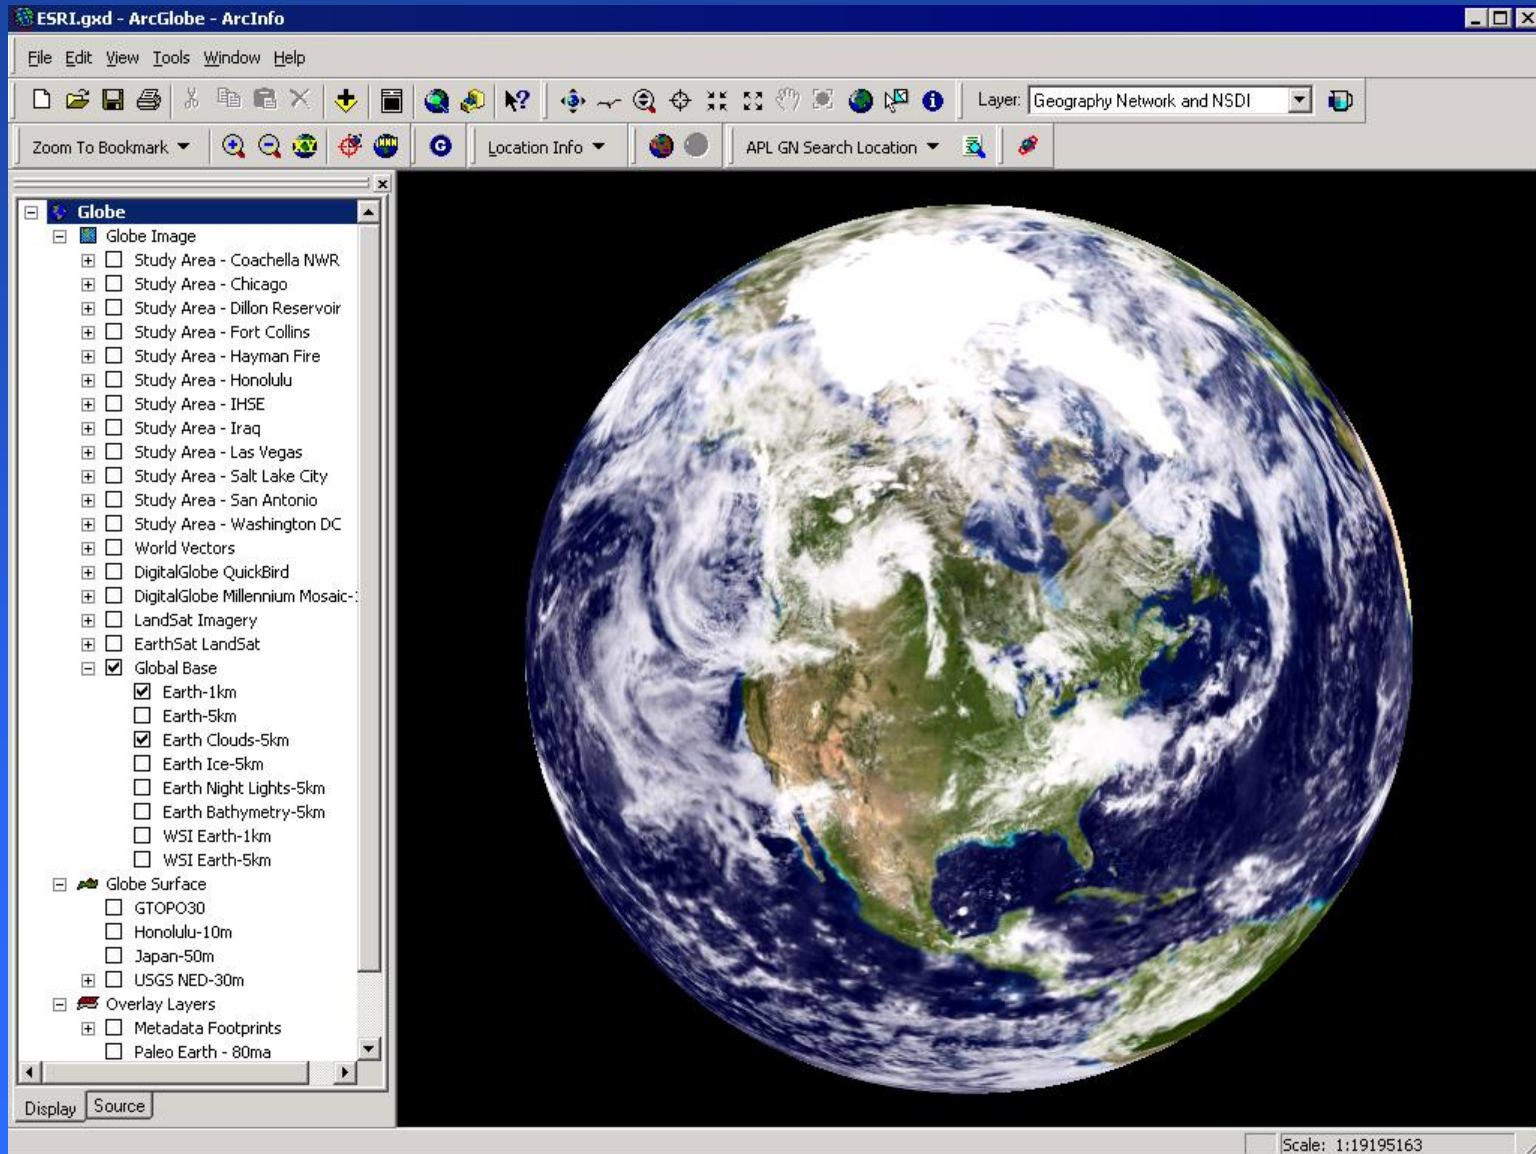 ESRI.gxd - ArcGlobe - ArcInfo
File Edit View Tools Window Help
Layer: Geography Network and NSDI
Zoom To Bookmark G Location Info APL GN Search Location
Globe
Globe Image
Study Area - Coachella NWR
Study Area - Chicago
Study Area - Dillon Reservoir
Study Area - Fort Collins
Study Area - Hayman Fire
Study Area - Honolulu
Study Area - IHSE
Study Area - Iraq
Study Area - Las Vegas
Study Area - Salt Lake City
Study Area - San Antonio
Study Area - Washington DC
World Vectors
DigitalGlobe QuickBird
DigitalGlobe Millennium Mosaic-
LandSat Imagery
EarthSat LandSat
Global Base
Earth-1km
Earth-5km
Earth Clouds-5km
Earth Ice-5km
Earth Night Lights-5km
Earth Bathymetry-5km
WSI Earth-1km
WSI Earth-5km
Globe Surface
GTOPO30
Honolulu-10m
Japan-50m
USGS NED-30m
Overlay Layers
Metadata Footprints
Paleo Earth - 80ma
Display Source
Scale: 1:19195163